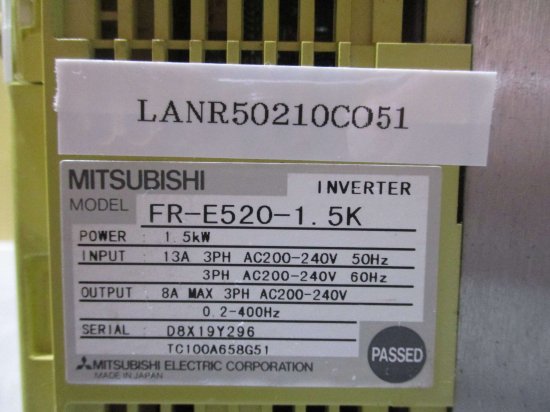 LANR50210CO51
MITSUBISHI INVERTER
MODEL FR-E520-1.5K
POWER : 1.5kW
INPUT : 13A 3PH AC200-240V 50Hz
3PH AC200-240V 60Hz
OUTPUT : 8A MAX 3PH AC200-240V
0.2-400Hz
SERIAL : D8X19Y296
TC100A658G51
PASSED
MITSUBISHI ELECTRIC CORPORATION
MADE IN JAPAN